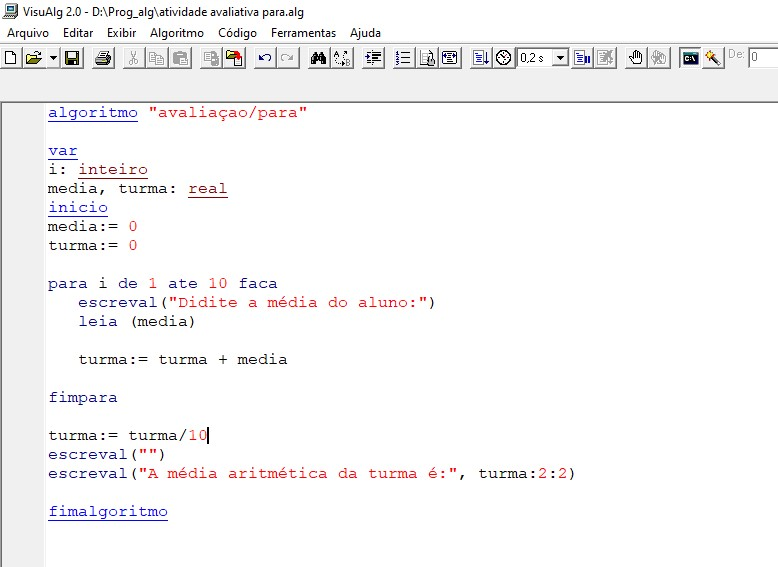 VisuAlg 2.0 - D:\Prog_alg\atividade avaliativa para.alg
Arquivo Editar Exibir Algoritmo Código Ferramentas Ajuda
0,2 s De: 0
algoritmo "avaliaçao/para"
var
i: inteiro
media, turma: real
inicio
media:= 0
turma:= 0
para i de 1 ate 10 faca
escreval("Didite a média do aluno:")
leia (media)
turma:= turma + media
fimpara
turma:= turma/10
escreval("")
escreval("A média aritmética da turma é:", turma:2:2)
fimalgoritmo